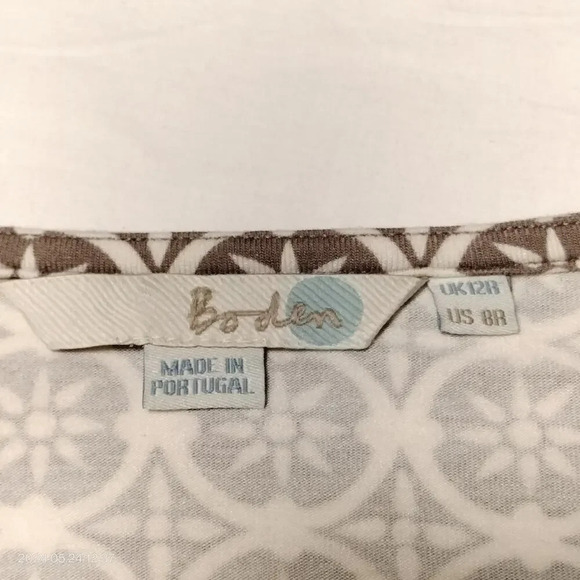 Boden
UK12R
US 8R
MADE IN
PORTUGAL